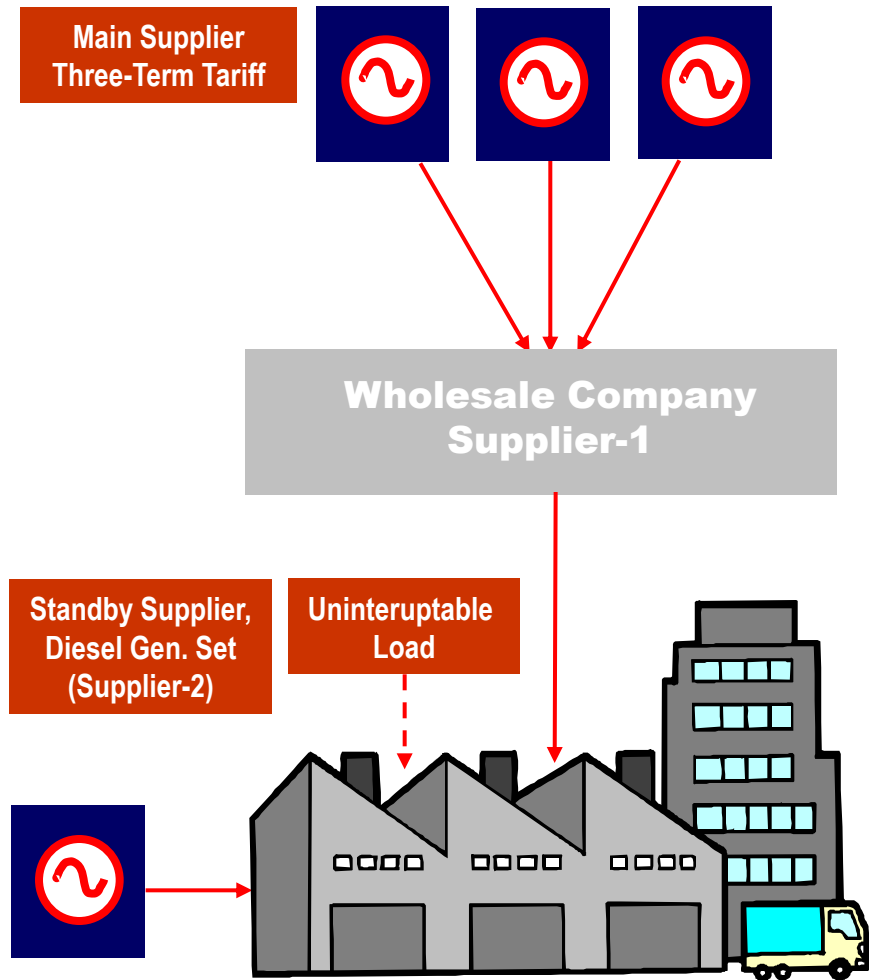 Main Supplier
Three-Term Tariff
Wholesale Company
Supplier-1
Standby Supplier,
Diesel Gen. Set
(Supplier-2)
Uninteruptable
Load